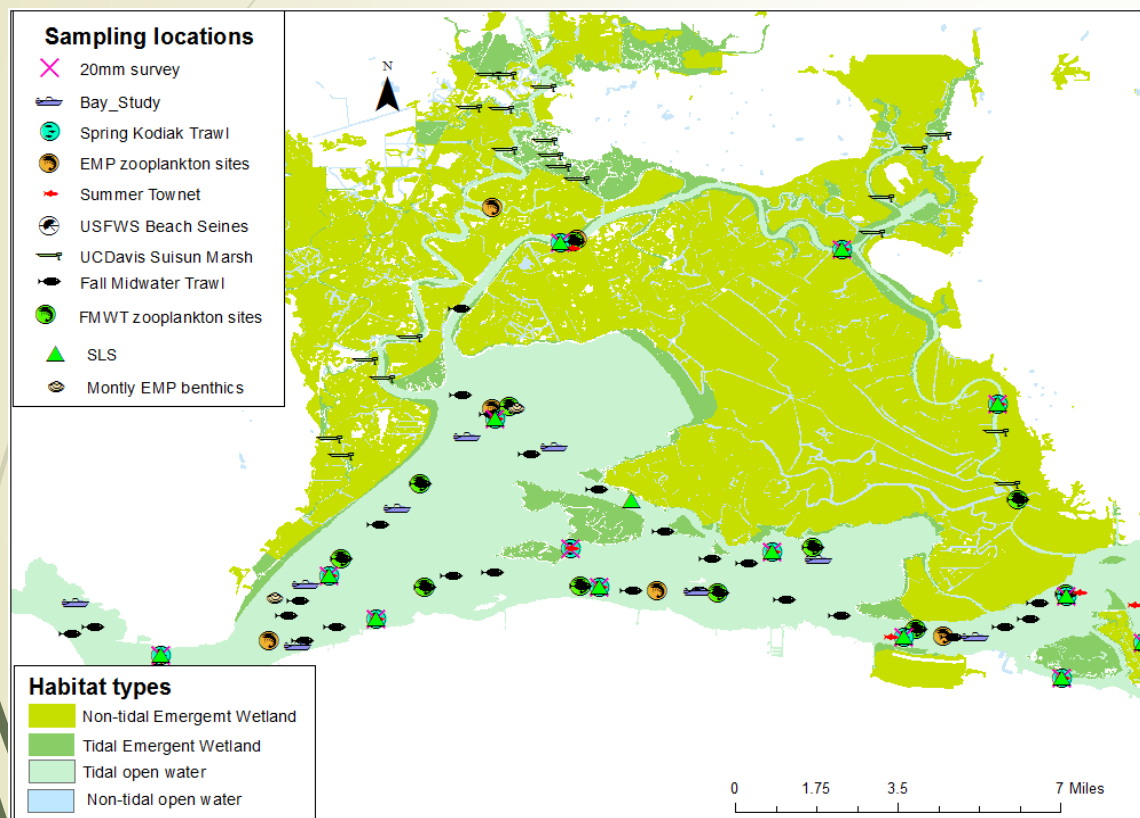 Sampling locations
20mm survey
Bay_Study
Spring Kodiak Trawl
EMP zooplankton sites
Summer Townet
USFWS Beach Seines
UCDavis Suisun Marsh
Fall Midwater Trawl
FMWT zooplankton sites
SLS
Montly EMP benthics
N
Habitat types
Non-tidal Emergemt Wetland
Tidal Emergent Wetland
Tidal open water
Non-tidal open water
0 1.75 3.5 7 Miles